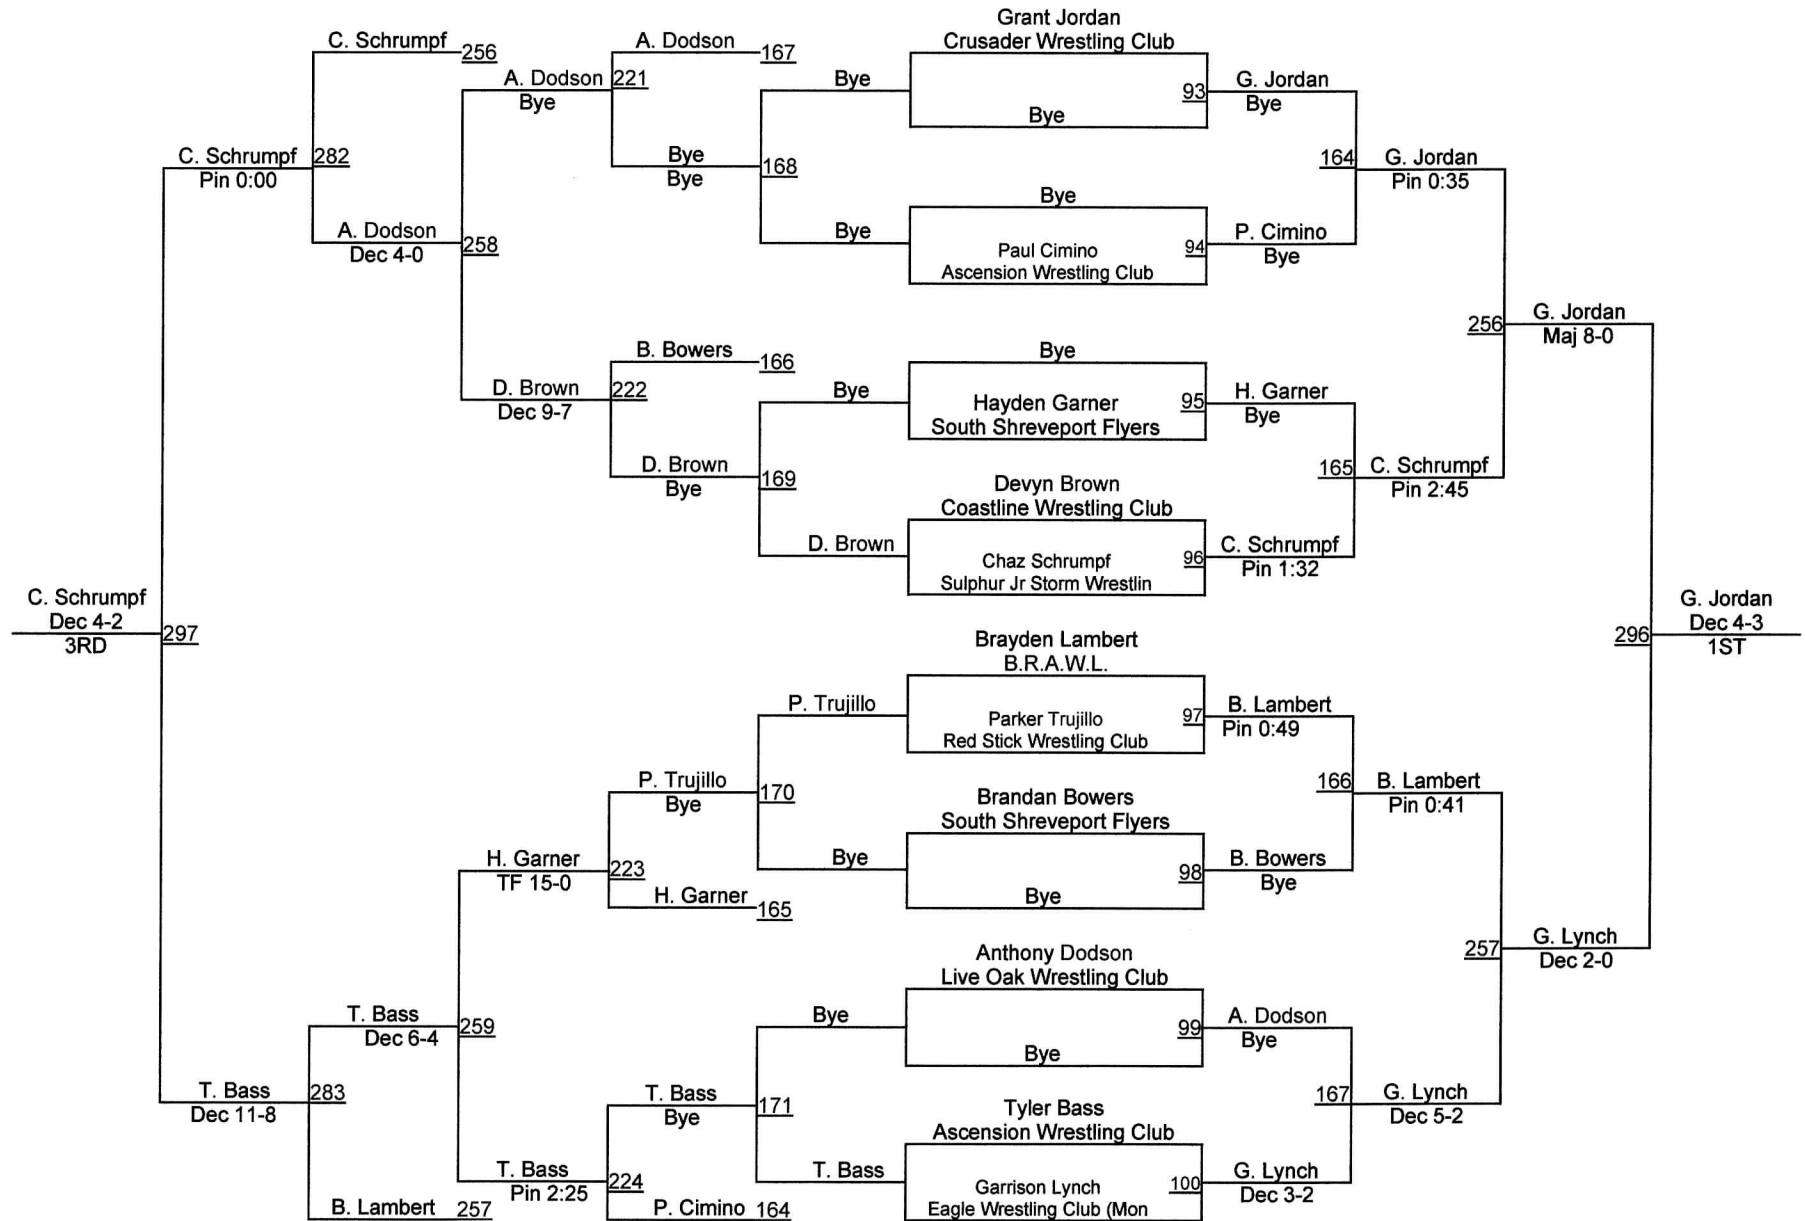 Grant Jordan
C. Schrumpf 256 A. Dodson 167 Crusader Wrestling Club
A. Dodson 221 Bye 93 G. Jordan
Bye Bye Bye
C. Schrumpf 282 Bye 168 164 G. Jordan
Pin 0:00 Bye Pin 0:35
Bye
A. Dodson 258 Bye Paul Cimino 94 P. Cimino
Dec 4-0 Ascension Wrestling Club Bye
256 G. Jordan
Maj 8-0
B. Bowers 166 Bye
D. Brown 222 Bye Hayden Garner 95 H. Garner
Dec 9-7 South Shreveport Flyers Bye
D. Brown 169 165 C. Schrumpf
Bye Devyn Brown Pin 2:45
Coastline Wrestling Club
D. Brown Chaz Schrumpf 96 C. Schrumpf
Sulphur Jr Storm Wrestlin Pin 1:32
C. Schrumpf G. Jordan
Dec 4-2 297 Brayden Lambert 296 Dec 4-3
3RD B.R.A.W.L. 1ST
P. Trujillo Parker Trujillo 97 B. Lambert
Red Stick Wrestling Club Pin 0:49
P. Trujillo 170 Brandan Bowers 166 B. Lambert
Bye South Shreveport Flyers Pin 0:41
H. Garner 223 Bye 98 B. Bowers
TF 15-0 Bye Bye
H. Garner 165
257 G. Lynch
Anthony Dodson Dec 2-0
Live Oak Wrestling Club
T. Bass 259 Bye 99 A. Dodson
Dec 6-4 Bye Bye
T. Bass 283 T. Bass 171 Tyler Bass 167 G. Lynch
Dec 11-8 Bye Ascension Wrestling Club Dec 5-2
T. Bass 224 T. Bass Garrison Lynch 100 G. Lynch
Pin 2:25 Eagle Wrestling Club (Mon Dec 3-2
B. Lambert 257 P. Cimino 164